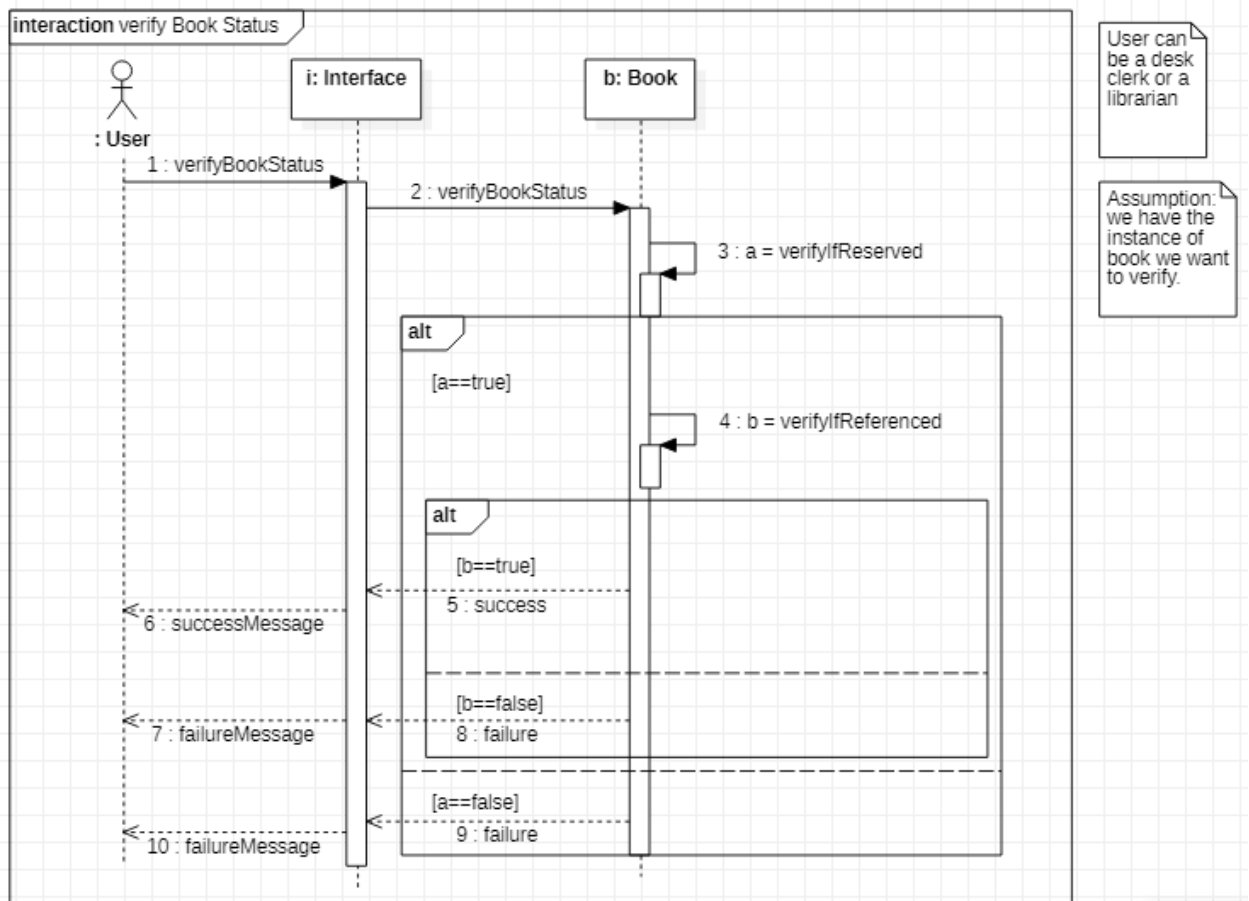 interaction verify Book Status
User can
be a desk
clerk or a
librarian
i: Interface
b: Book
: User
1 : verifyBookStatus
2 : verifyBookStatus
Assumption:
we have the
instance of
book we want
to verify.
3 : a = verifyIfReserved
alt
[a==true]
4 : b = verifyIfReferenced
alt
[b==true]
5 : success
6 : successMessage
[b==false]
7 : failureMessage
8 : failure
[a==false]
9 : failure
10 : failureMessage